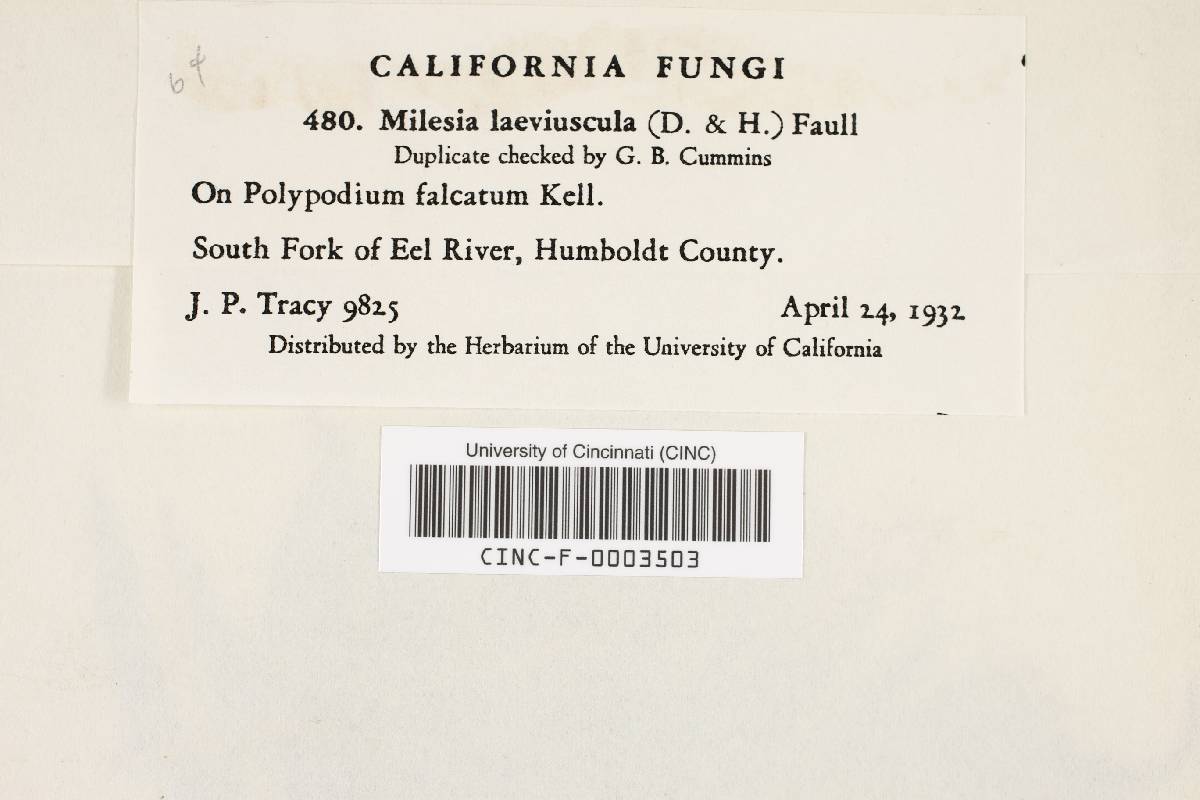 CALIFORNIA FUNGI
480. Milesia laeviuscula (D. & H.) Faull
Duplicate checked by G. B. Cummins
On Polypodium falcatum Kell.
South Fork of Eel River, Humboldt County.
J. P. Tracy 9825 April 24, 1932
Distributed by the Herbarium of the University of California
University of Cincinnati (CINC)
CINC-F-0003503